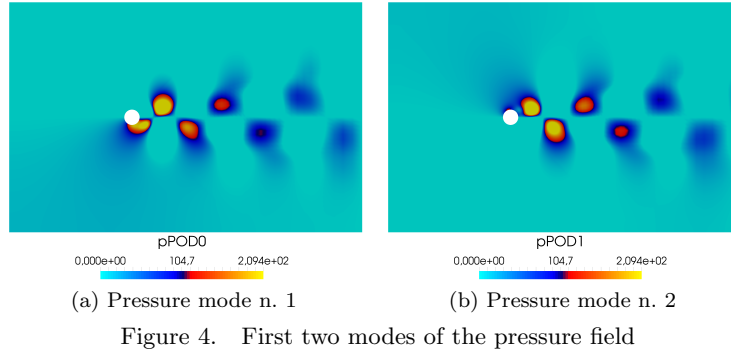 pPOD0
0,000e+00 104,7 2,094e+02
(a) Pressure mode n. 1
pPOD1
0,000e+00 104,7 2,094e+02
(b) Pressure mode n. 2
Figure 4. First two modes of the pressure field